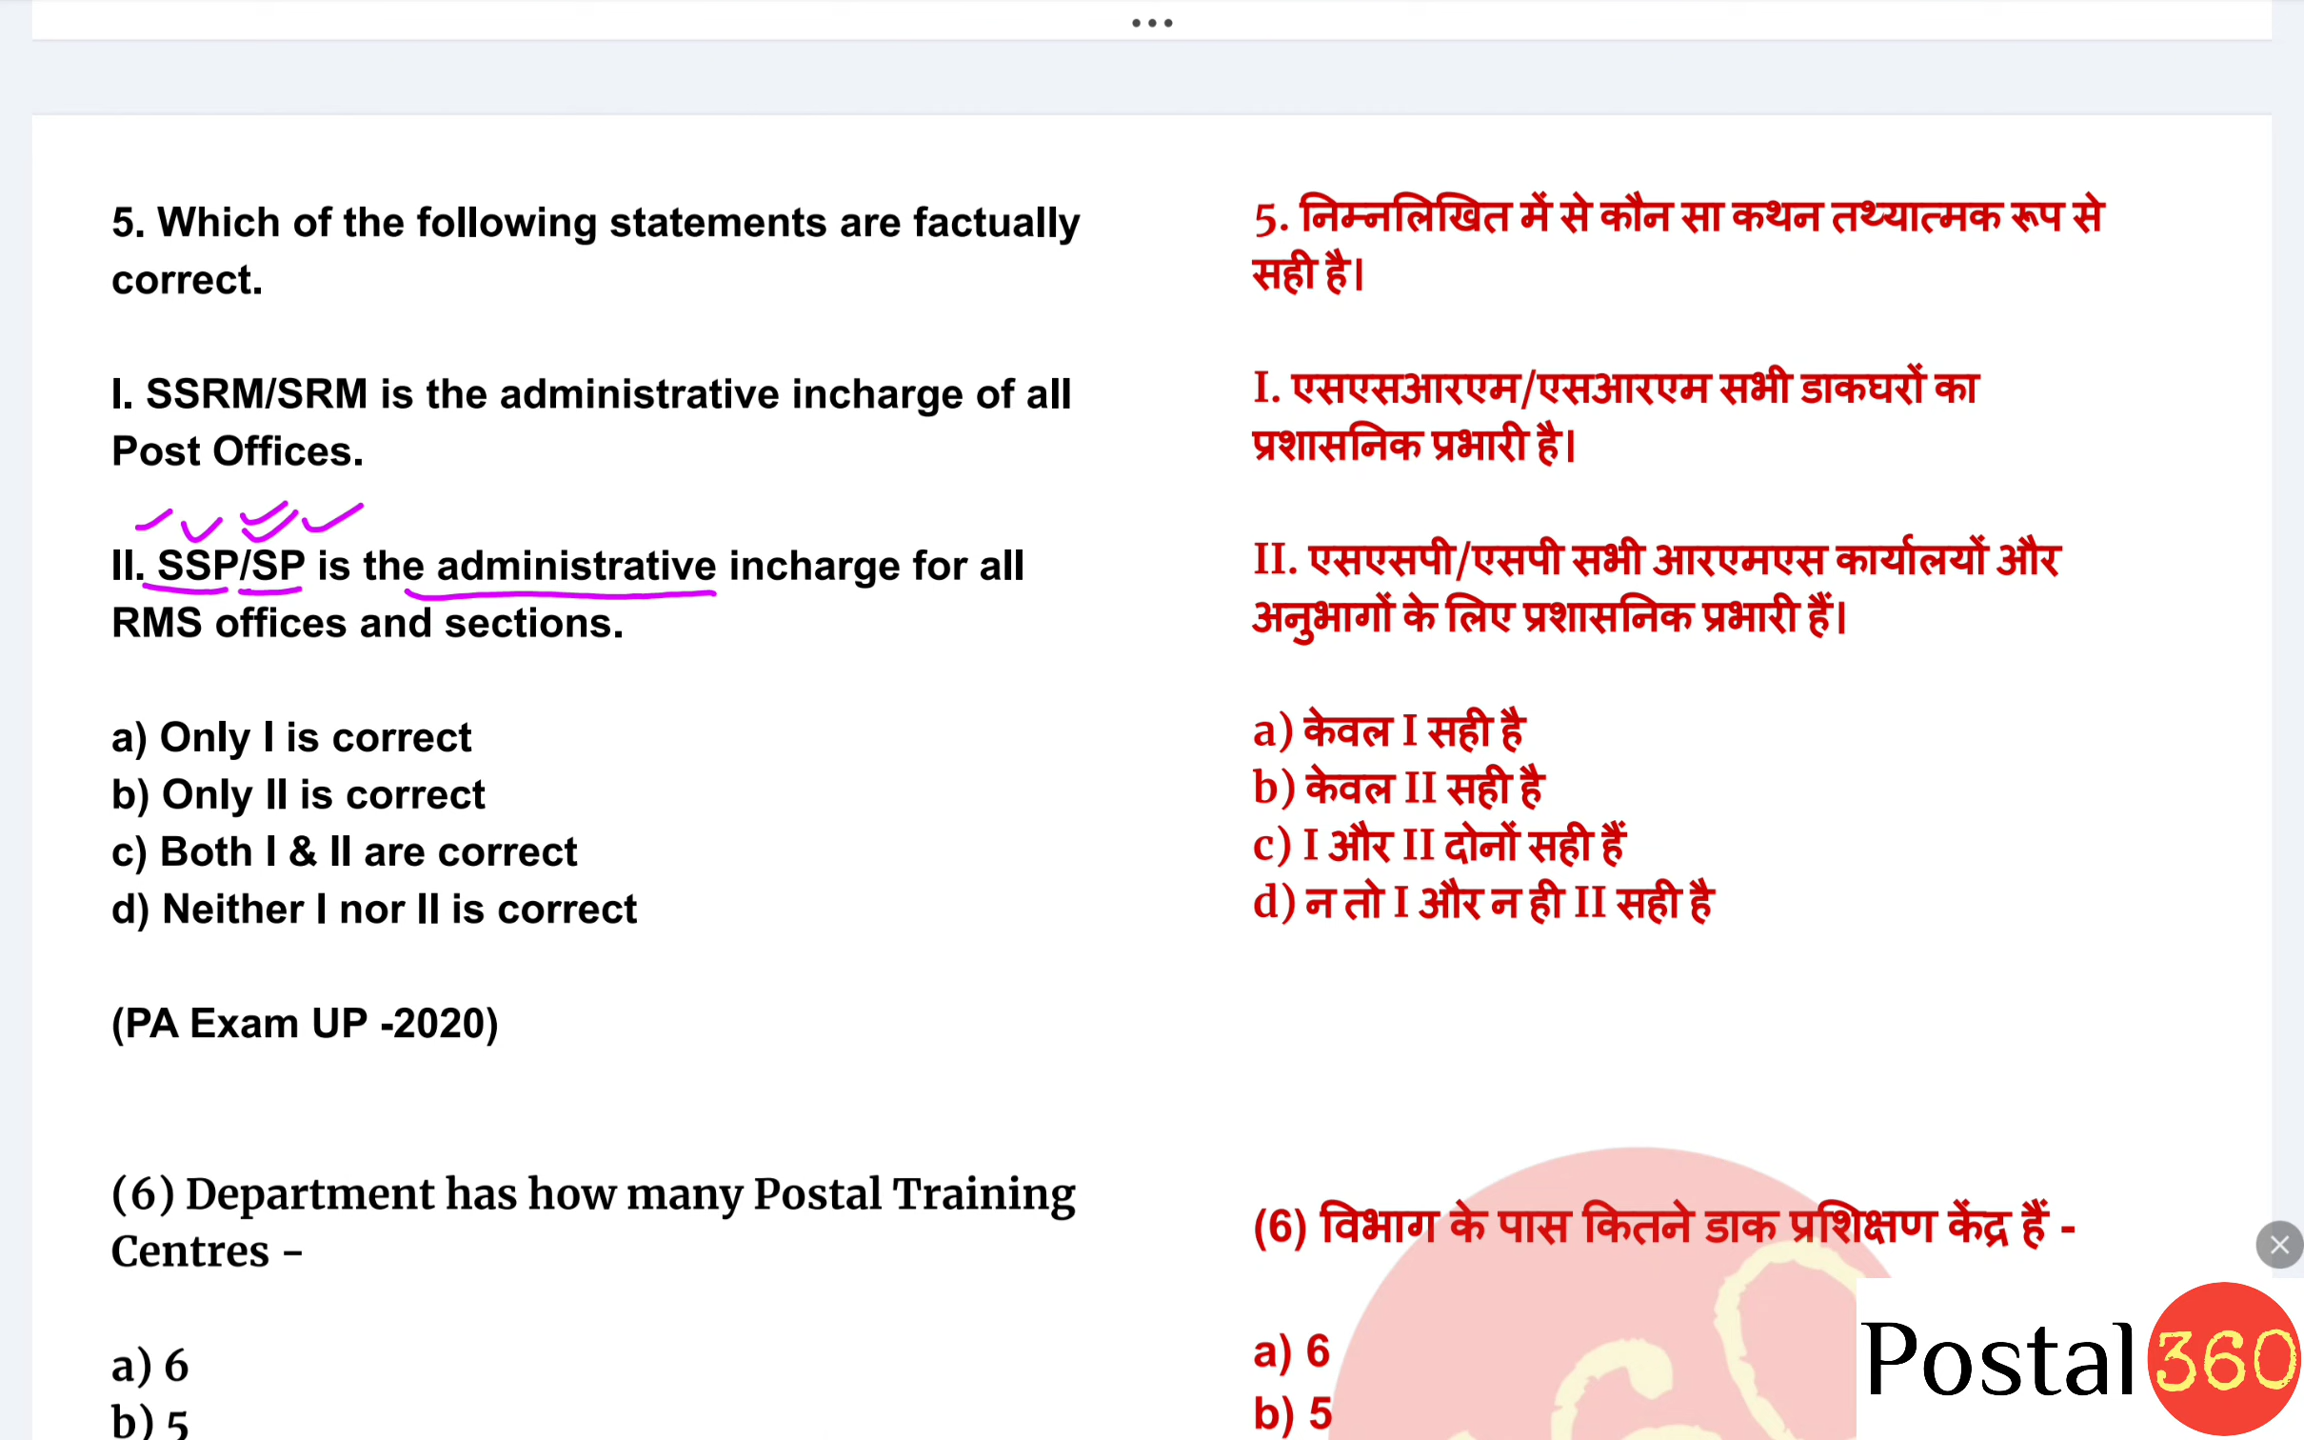 5. Which of the following statements are factually
correct.
I. SSRM/SRM is the administrative incharge of all
Post Offices.
II. SSP/SP is the administrative incharge for all
RMS offices and sections.
a) Only I is correct
b) Only II is correct
c) Both I & II are correct
d) Neither I nor II is correct
(PA Exam UP -2020)
(6) Department has how many Postal Training
Centres –
a) 6
b) 5
5. निम्नलिखित में से कौन सा कथन तथ्यात्मक रूप से
सही है।
I. एसएसआरएम/एसआरएम सभी डाकघरों का
प्रशासनिक प्रभारी है।
II. एसएसपी/एसपी सभी आरएमएस कार्यालयों और
अनुभागों के लिए प्रशासनिक प्रभारी हैं।
a) केवल I सही है
b) केवल II सही है
c) I और II दोनों सही हैं
d) न तो I और न ही II सही है
(6) विभाग के पास कितने डाक प्रशिक्षण केंद्र हैं -
a) 6
b) 5
Postal 360